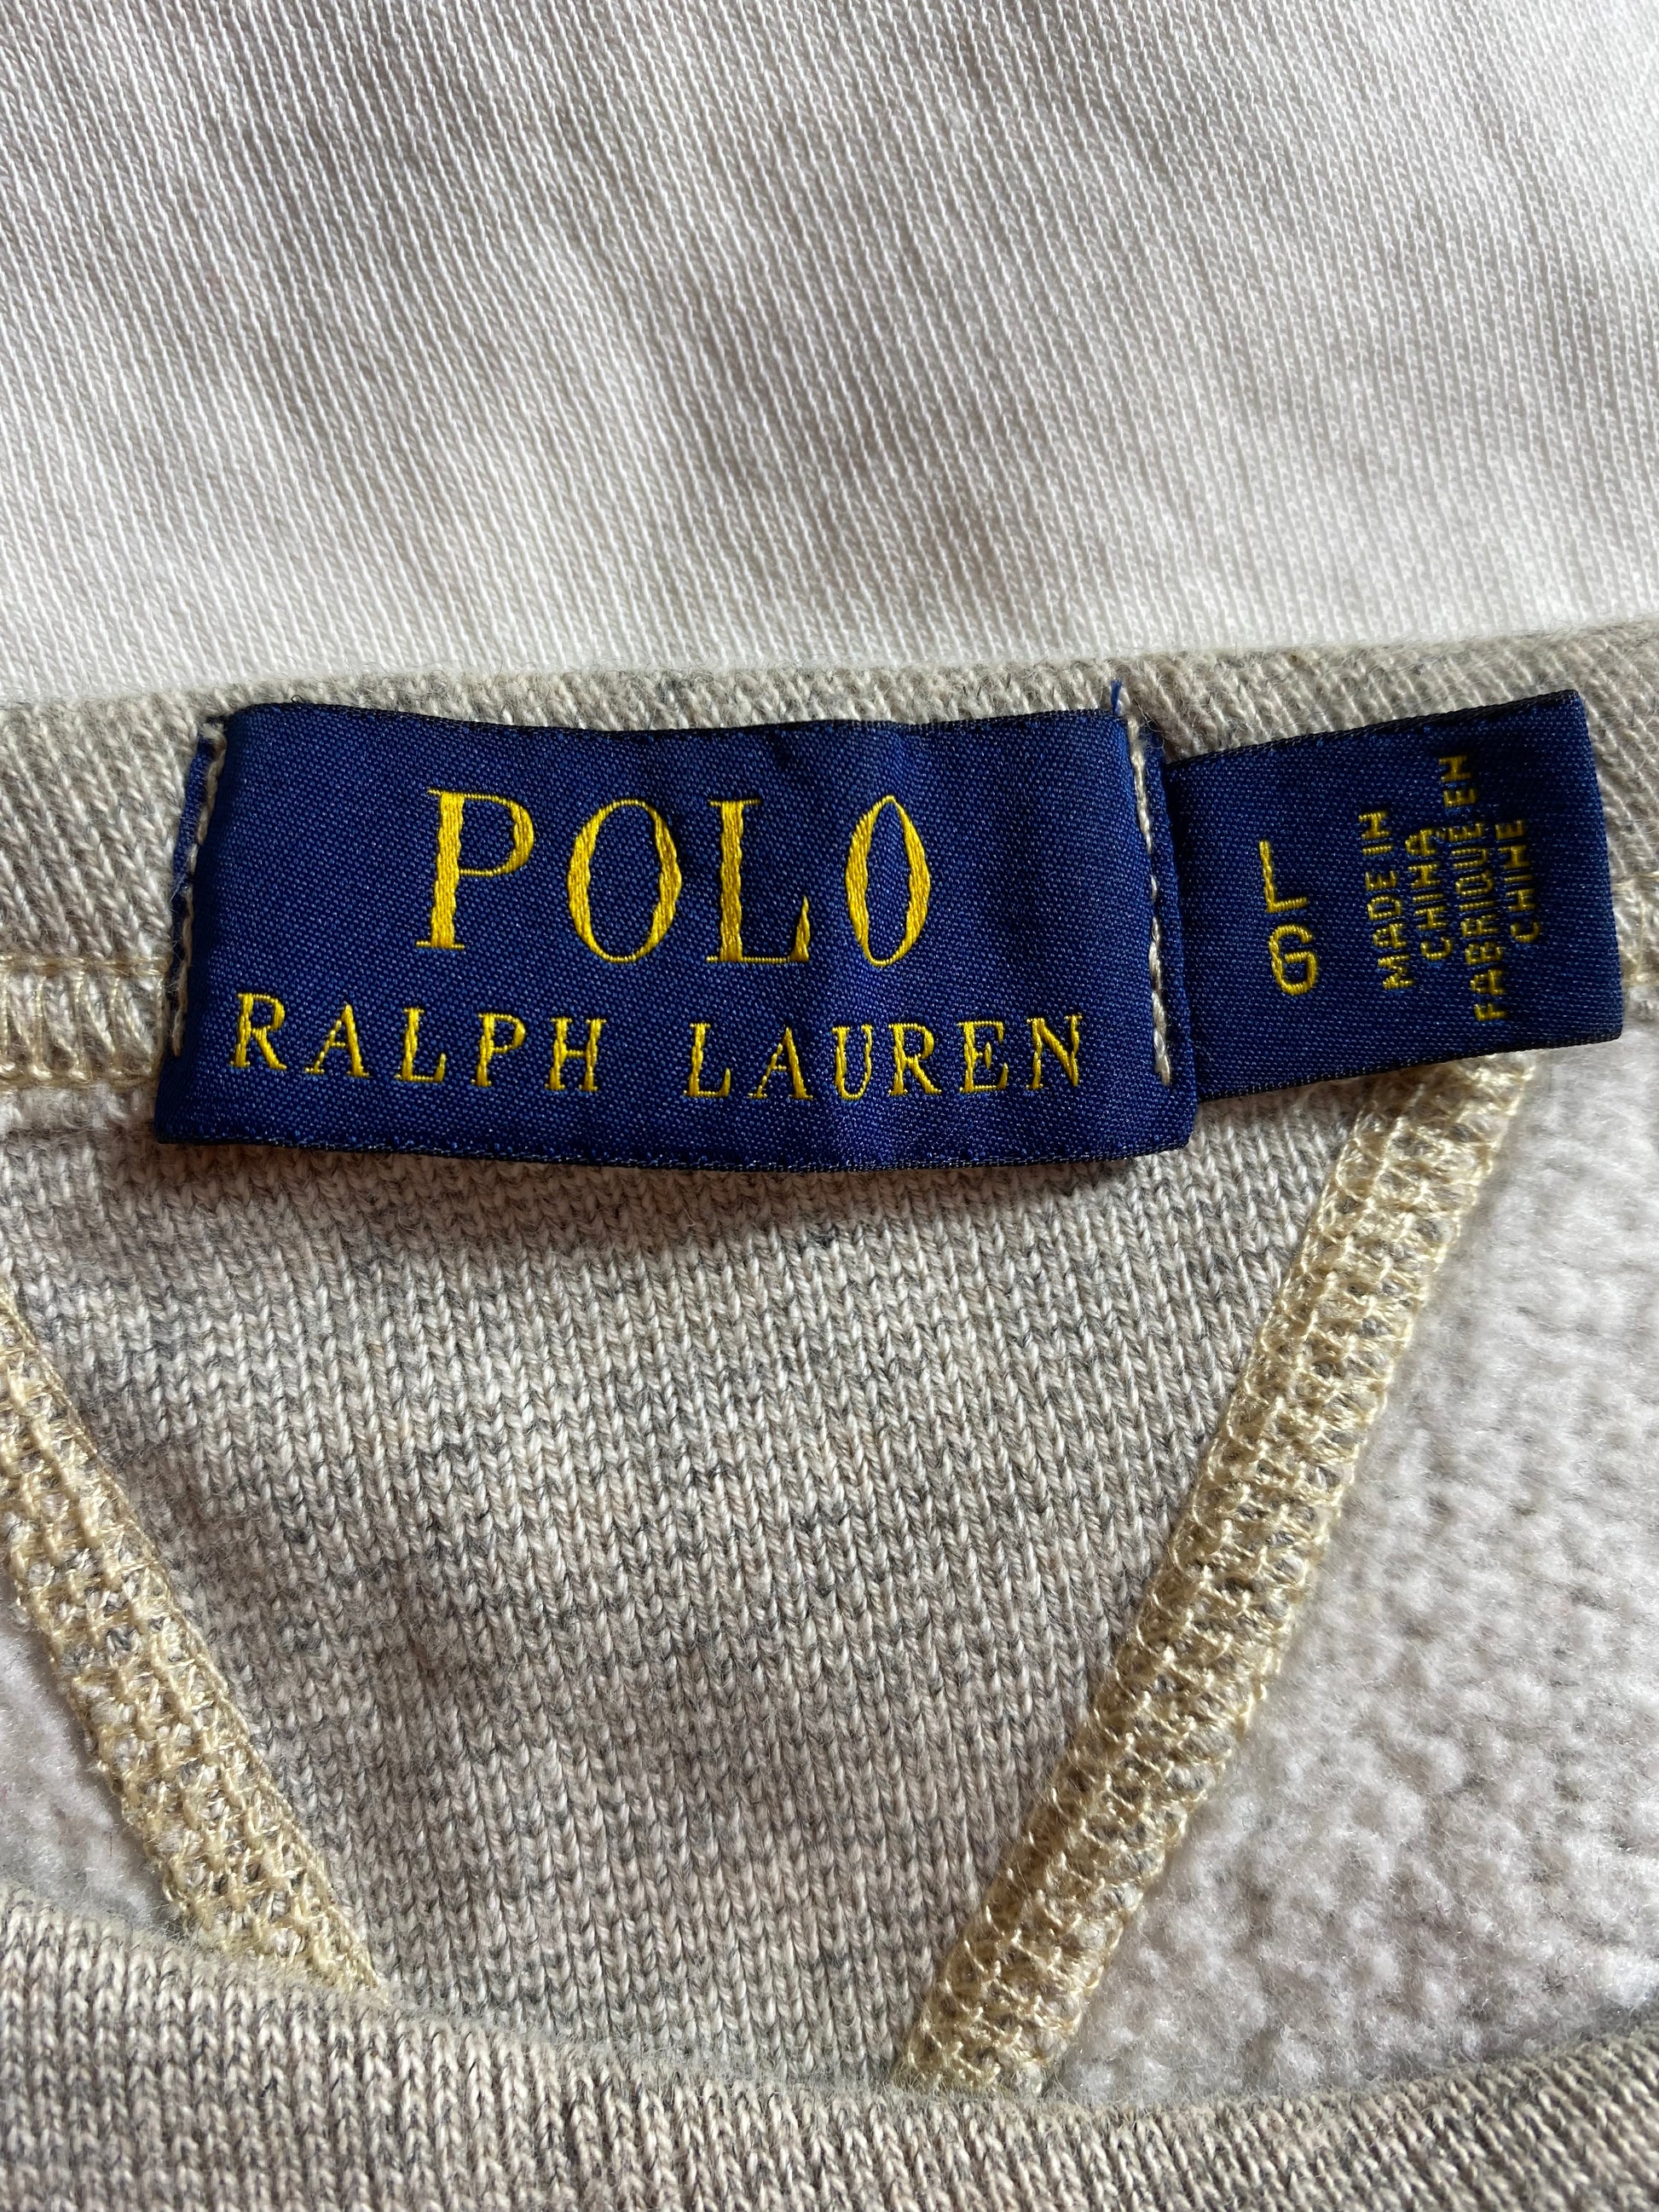 POLO
RALPH LAUREN
L
G
MADE IN
CHINA
FABRIQUE EN
CHINE